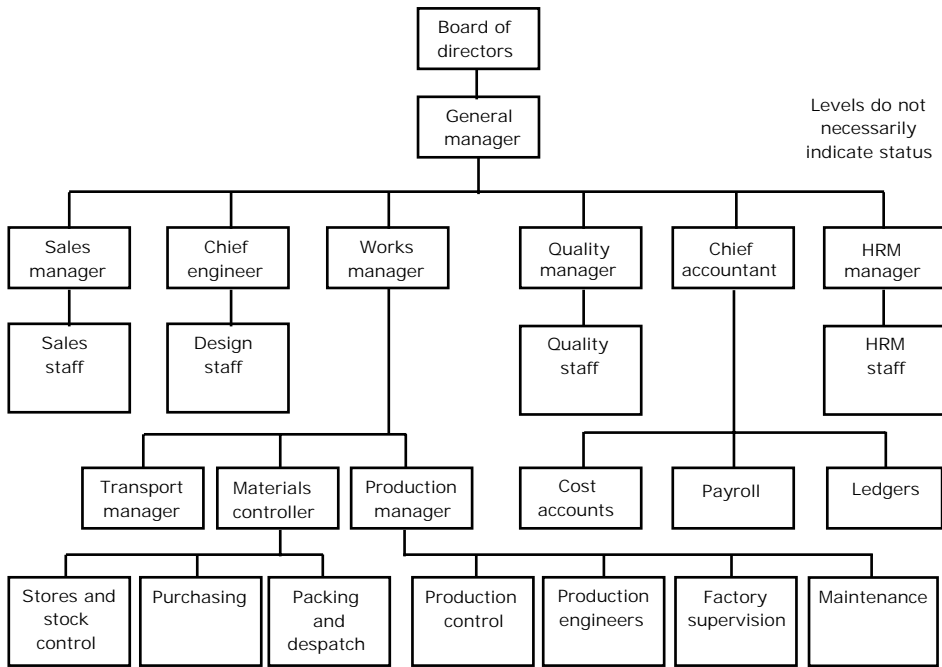 Board of
directors
General
manager
Levels do not
necessarily
indicate status
Sales
manager
Chief
engineer
Works
manager
Quality
manager
Chief
accountant
HRM
manager
Sales
staff
Design
staff
Quality
staff
HRM
staff
Transport
manager
Materials
controller
Production
manager
Cost
accounts
Payroll
Ledgers
Stores and
stock
control
Purchasing
Packing
and
despatch
Production
control
Production
engineers
Factory
supervision
Maintenance